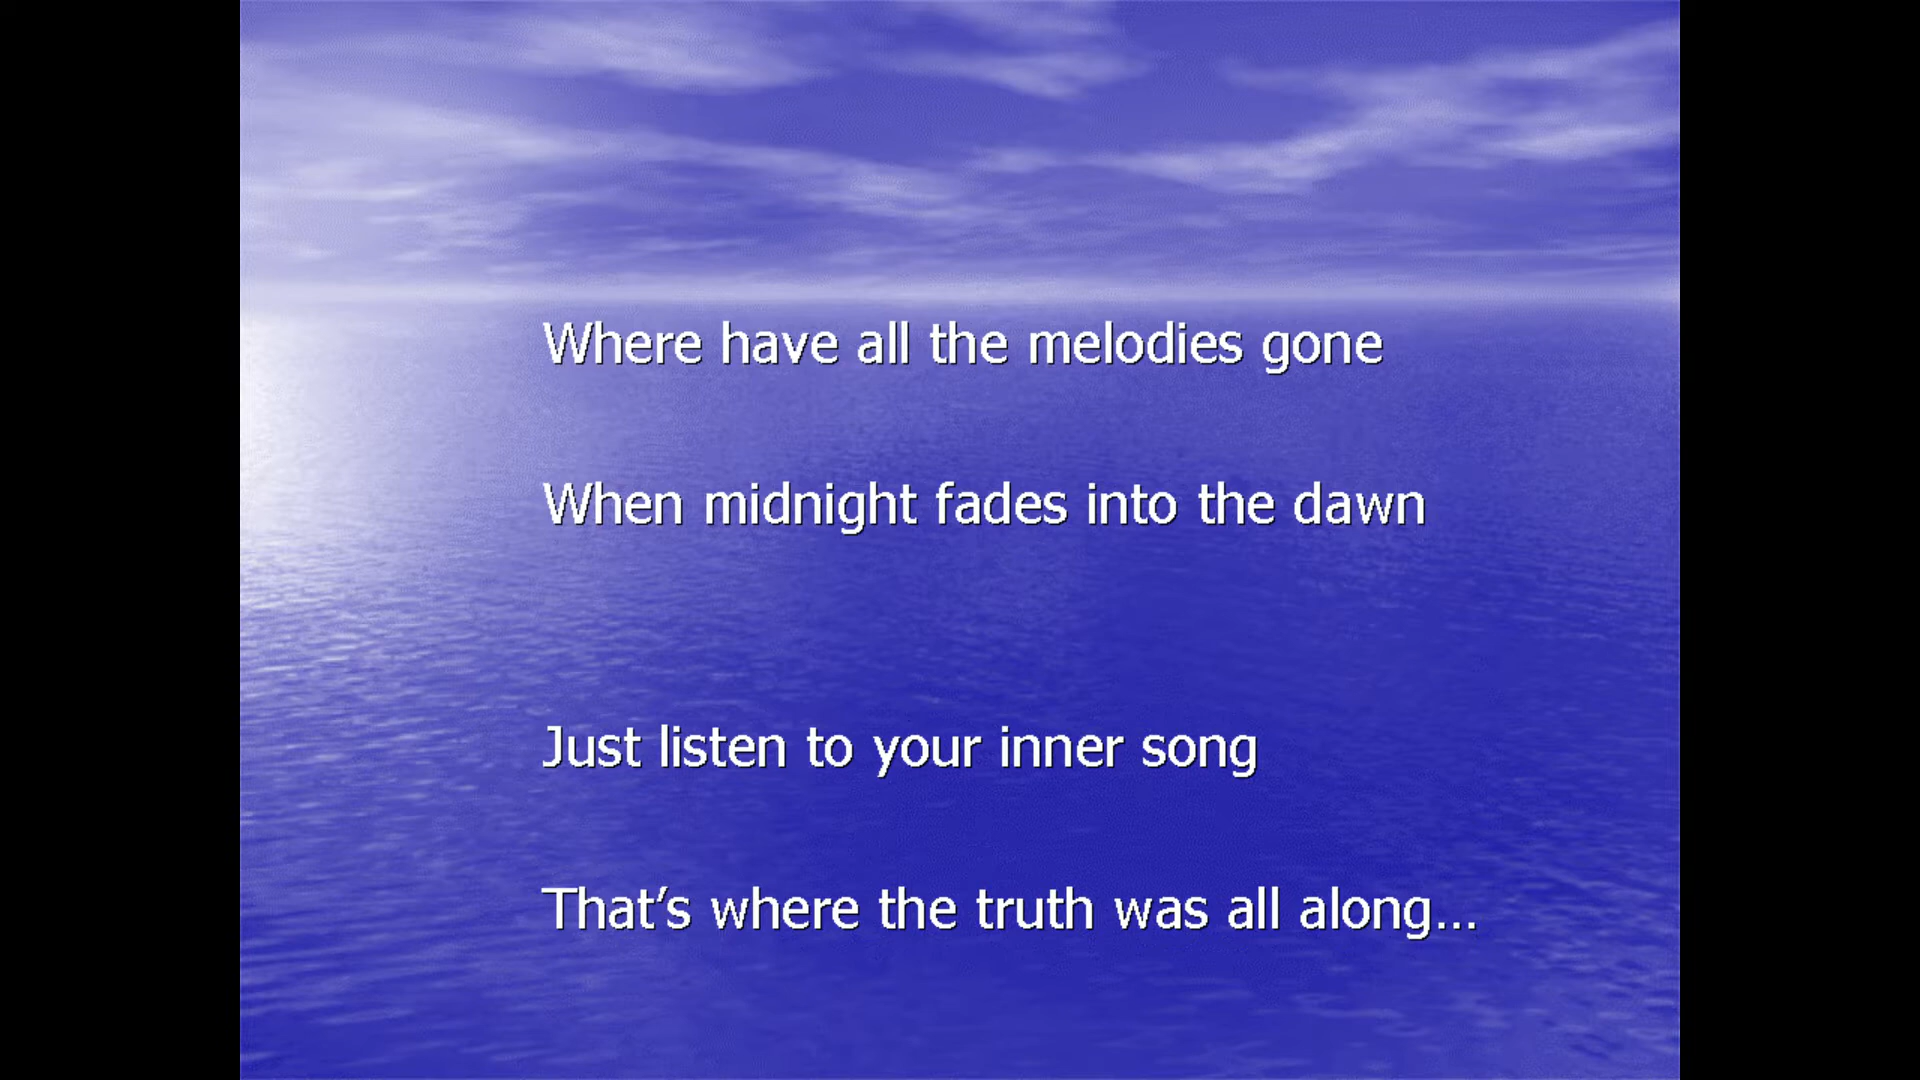 Where have all the melodies gone
When midnight fades into the dawn
Just listen to your inner song
That’s where the truth was all along...